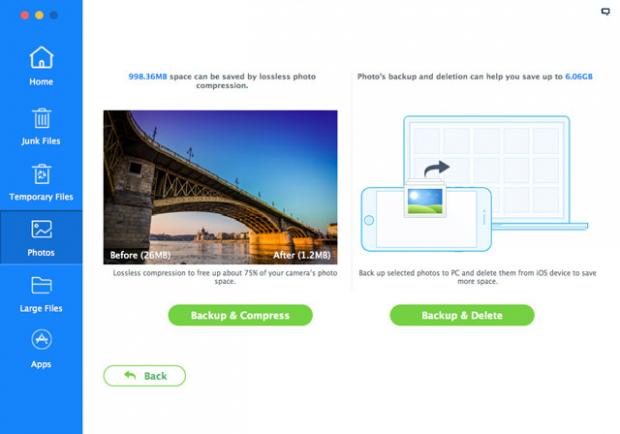 Home
Junk Files
Temporary Files
Photos
Large Files
Apps
998.36MB space can be saved by lossless photo
compression.
Before (26MB)
After (1.2MB)
Lossless compression to free up about 75% of your camera's photo
space.
Backup & Compress
Photo's backup and deletion can help you save up to 6.06GB
Back up selected photos to PC and delete them from iOS device to save
more space.
Backup & Delete
Back